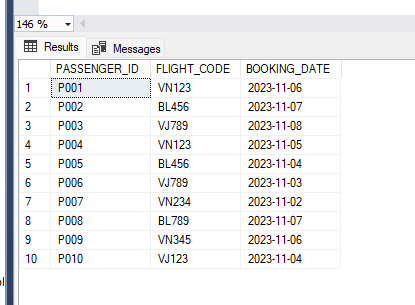 146 %
Results Messages
PASSENGER_ID FLIGHT_CODE BOOKING_DATE
1 P001 VN123 2023-11-06
2 P002 BL456 2023-11-07
3 P003 VJ789 2023-11-08
4 P004 VN123 2023-11-05
5 P005 BL456 2023-11-04
6 P006 VJ789 2023-11-03
7 P007 VN234 2023-11-02
8 P008 BL789 2023-11-07
9 P009 VN345 2023-11-06
10 P010 VJ123 2023-11-04